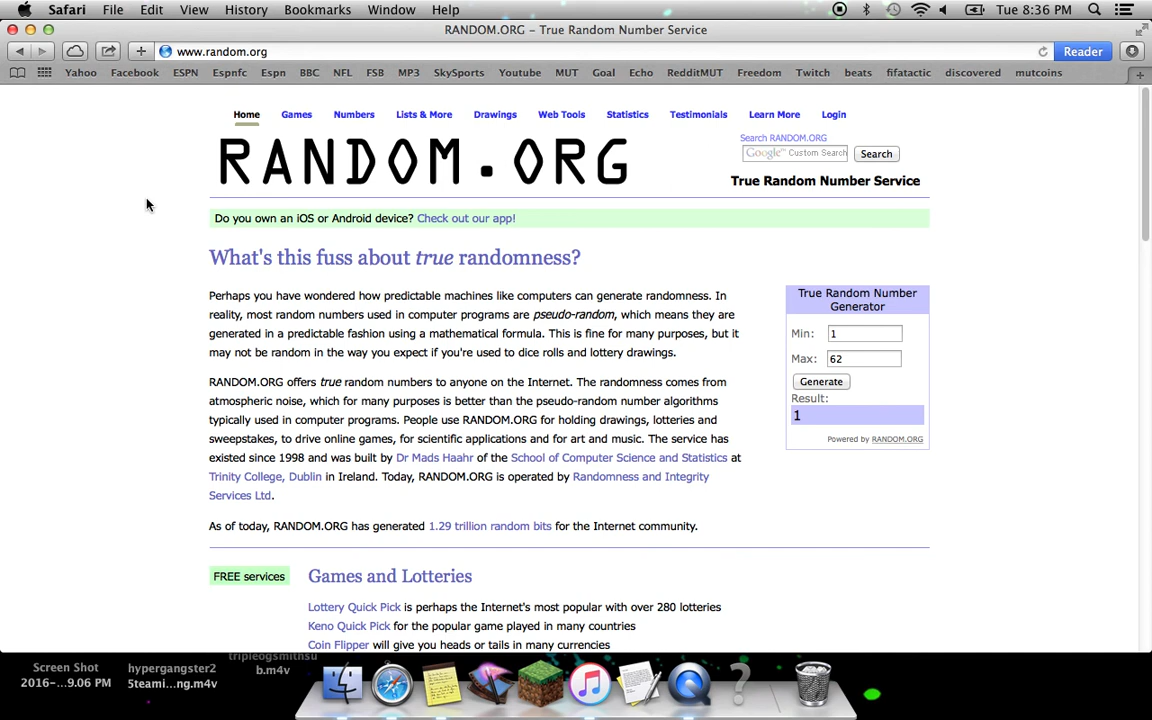 Safari File Edit View History Bookmarks Window Help Tue 8:36 PM
RANDOM.ORG – True Random Number Service
www.random.org Reader
Yahoo Facebook ESPN Espnfc Espn BBC NFL FSB MP3 SkySports Youtube MUT Goal Echo RedditMUT Freedom Twitch beats fifatactic discovered mutcoins
Home Games Numbers Lists & More Drawings Web Tools Statistics Testimonials Learn More Login
RANDOM.ORG
Search RANDOM.ORG
Google™ Custom Search Search
True Random Number Service
Do you own an iOS or Android device? Check out our app!
What's this fuss about true randomness?
Perhaps you have wondered how predictable machines like computers can generate randomness. In
reality, most random numbers used in computer programs are pseudo-random, which means they are
generated in a predictable fashion using a mathematical formula. This is fine for many purposes, but it
may not be random in the way you expect if you're used to dice rolls and lottery drawings.
RANDOM.ORG offers true random numbers to anyone on the Internet. The randomness comes from
atmospheric noise, which for many purposes is better than the pseudo-random number algorithms
typically used in computer programs. People use RANDOM.ORG for holding drawings, lotteries and
sweepstakes, to drive online games, for scientific applications and for art and music. The service has
existed since 1998 and was built by Dr Mads Haahr of the School of Computer Science and Statistics at
Trinity College, Dublin in Ireland. Today, RANDOM.ORG is operated by Randomness and Integrity
Services Ltd.
As of today, RANDOM.ORG has generated 1.29 trillion random bits for the Internet community.
True Random Number
Generator
Min: 1
Max: 62
Generate
Result:
1
Powered by RANDOM.ORG
FREE services
Games and Lotteries
Lottery Quick Pick is perhaps the Internet's most popular with over 280 lotteries
Keno Quick Pick for the popular game played in many countries
Coin Flipper will give you heads or tails in many currencies
Screen Shot
2016-...9.06 PM
hypergangster2
5teami...ng.m4v
tripleogsmithsu
b.m4v